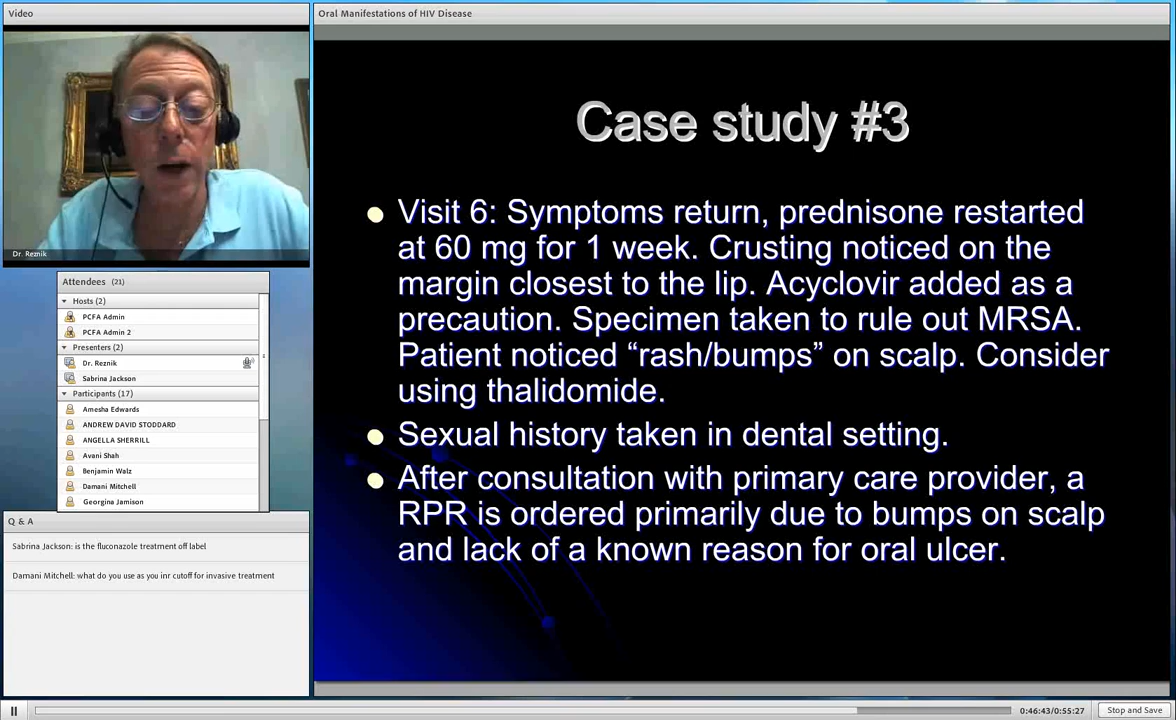 Video
Oral Manifestations of HIV Disease
Dr. Reznik
Attendees (21)
Hosts (2)
PCFA Admin
PCFA Admin 2
Presenters (2)
Dr. Reznik
Sabrina Jackson
Participants (17)
Amesha Edwards
ANDREW DAVID STODDARD
ANGELLA SHERRILL
Avani Shah
Benjamin Walz
Damani Mitchell
Georgina Jamison
Q & A
Sabrina Jackson: is the fluconazole treatment off label
Damani Mitchell: what do you use as you inr cutoff for invasive treatment
Case study #3
Visit 6: Symptoms return, prednisone restarted
at 60 mg for 1 week. Crusting noticed on the
margin closest to the lip. Acyclovir added as a
precaution. Specimen taken to rule out MRSA.
Patient noticed “rash/bumps” on scalp. Consider
using thalidomide.
Sexual history taken in dental setting.
After consultation with primary care provider, a
RPR is ordered primarily due to bumps on scalp
and lack of a known reason for oral ulcer.
0:46:43/0:55:27
Stop and Save